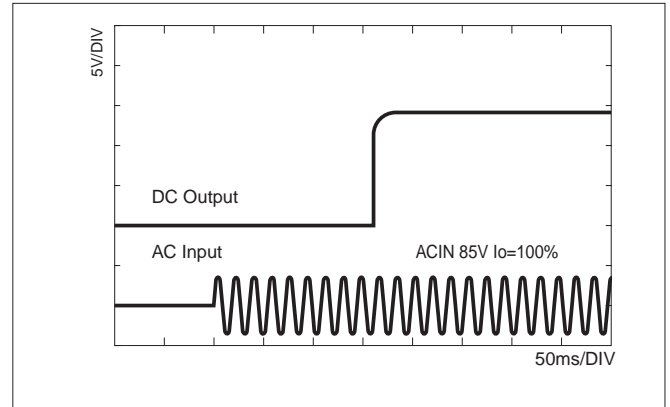 5V/DIV
DC Output
AC Input
ACIN 85V Io=100%
50ms/DIV